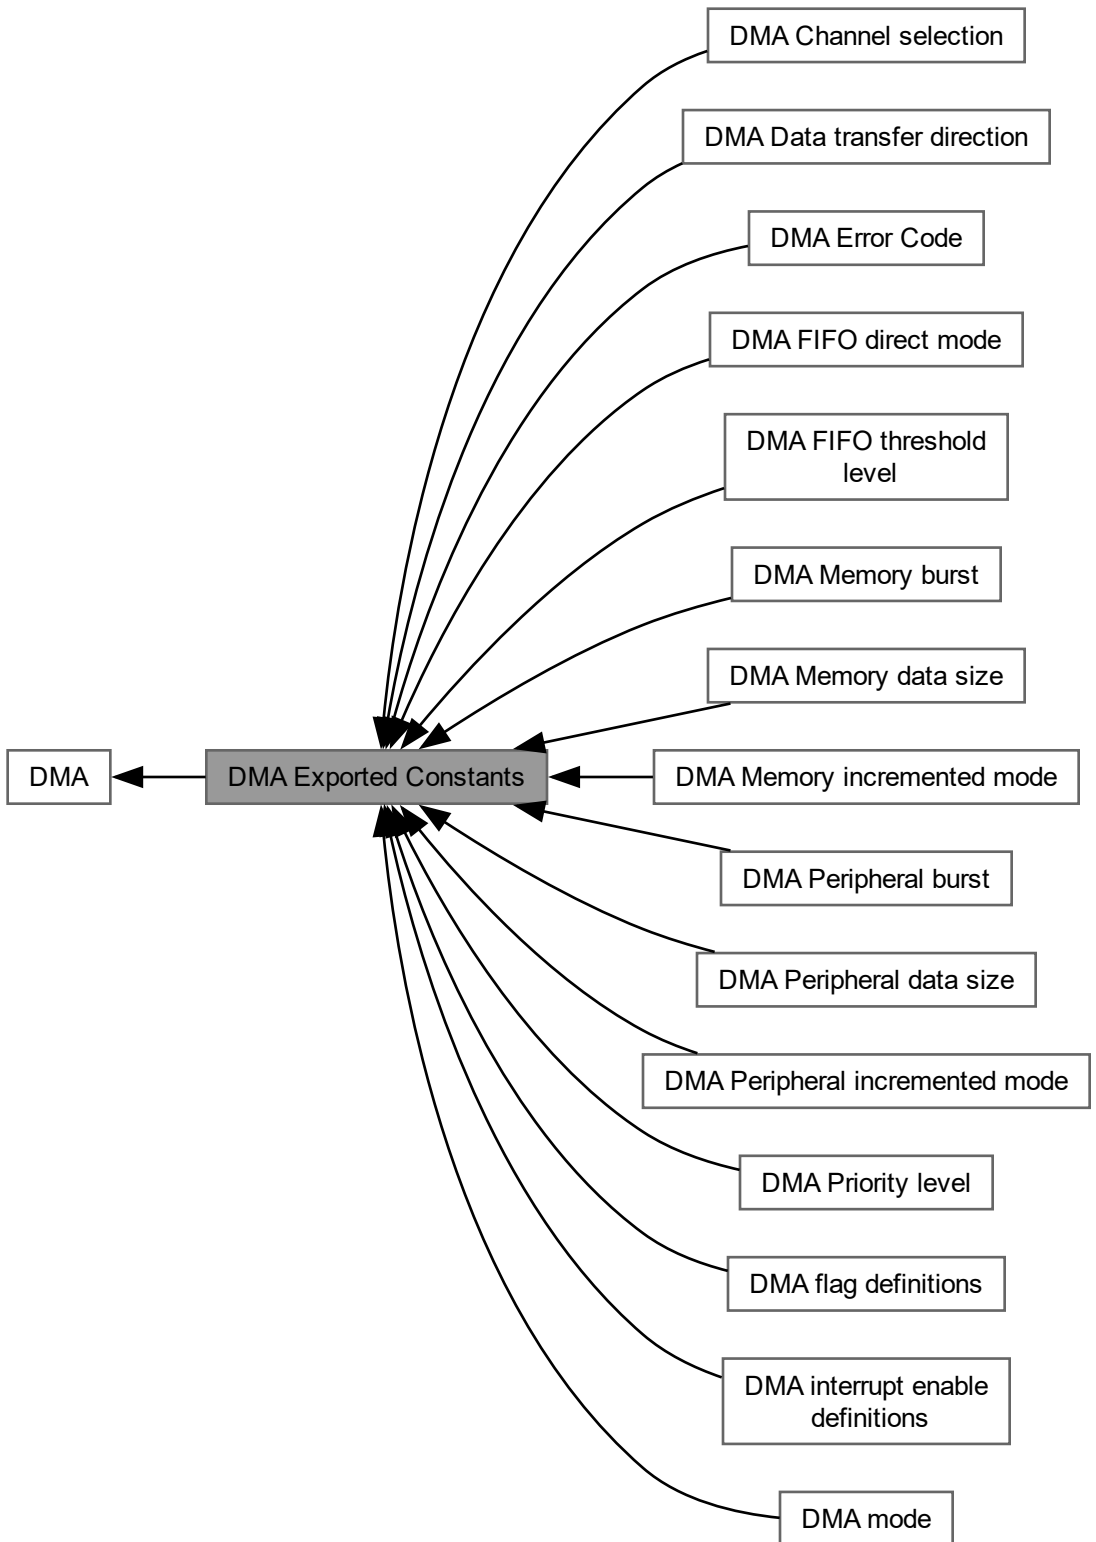 DMA Channel selection
DMA Data transfer direction
DMA Error Code
DMA FIFO direct mode
DMA FIFO threshold
level
DMA Memory burst
DMA Memory data size
DMA
DMA Exported Constants
DMA Memory incremented mode
DMA Peripheral burst
DMA Peripheral data size
DMA Peripheral incremented mode
DMA Priority level
DMA flag definitions
DMA interrupt enable
definitions
DMA mode